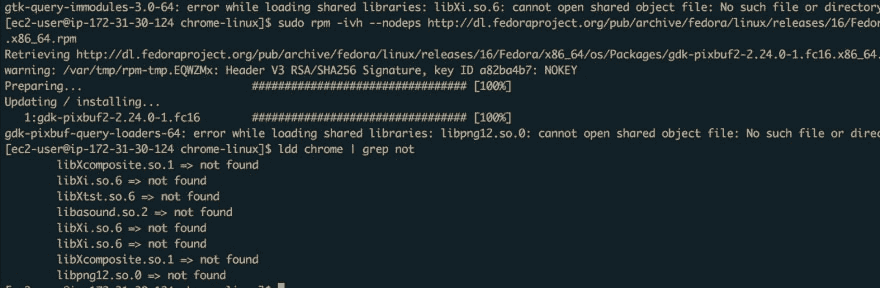 gtk-query-immodules-3.0-64: error while loading shared libraries: libXi.so.6: cannot open shared object file: No such file or directory
[ec2-user@ip-172-31-30-124 chrome-linux]$ sudo rpm -ivh --nodeps http://dl.fedoraproject.org/pub/archive/fedora/linux/releases/16/Fedor
.x86_64.rpm
Retrieving http://dl.fedoraproject.org/pub/archive/fedora/linux/releases/16/Fedora/x86_64/os/Packages/gdk-pixbuf2-2.24.0-1.fc16.x86_64.
warning: /var/tmp/rpm-tmp.EQWZMx: Header V3 RSA/SHA256 Signature, key ID a82ba4b7: NOKEY
Preparing... ################################# [100%]
Updating / installing...
1:gdk-pixbuf2-2.24.0-1.fc16 ################################# [100%]
gdk-pixbuf-query-loaders-64: error while loading shared libraries: libpng12.so.0: cannot open shared object file: No such file or direc
[ec2-user@ip-172-31-30-124 chrome-linux]$ ldd chrome | grep not
libXcomposite.so.1 => not found
libXi.so.6 => not found
libXtst.so.6 => not found
libasound.so.2 => not found
libXi.so.6 => not found
libXi.so.6 => not found
libXcomposite.so.1 => not found
libpng12.so.0 => not found